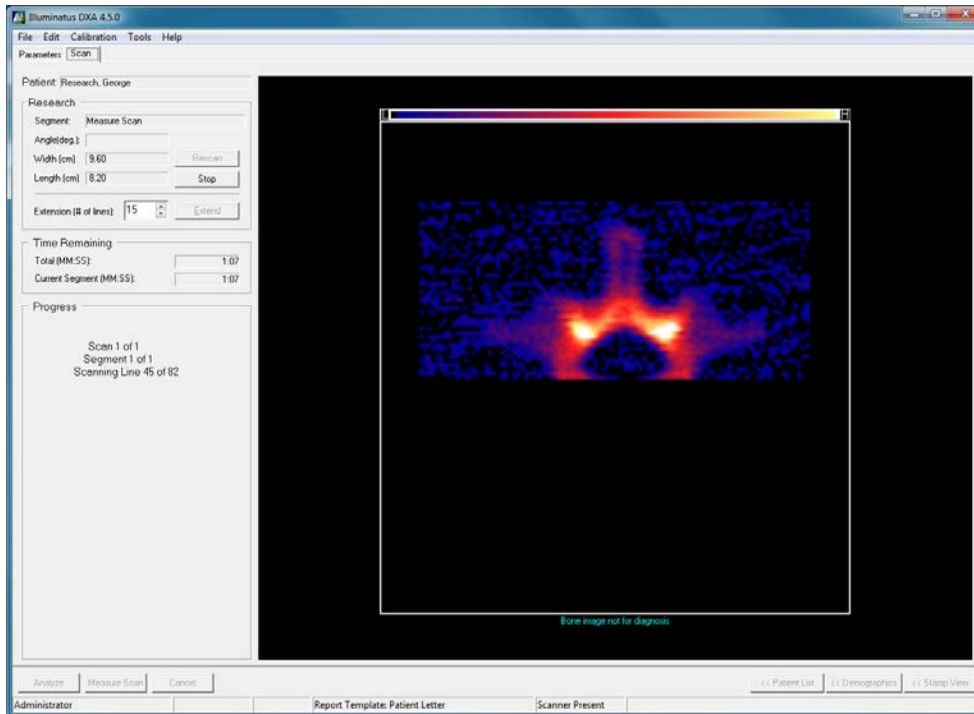 Illuminatus DXA 4.5.0
File Edit Calibration Tools Help
Parameters Scan
Patient: Research, George
Research
Segment: Measure Scan
Angle(deg.):
Width (cm) 9.60 Rescan
Length (cm) 8.20 Stop
Extension (# of lines): 15 Extend
Time Remaining
Total (MM:SS): 1:07
Current Segment (MM:SS): 1:07
Progress
Scan 1 of 1
Segment 1 of 1
Scanning Line 45 of 82
L H
Bone image not for diagnosis
Analyze Measure Scan Cancel << Patient List << Demographics << Stamp View
Administrator Report Template: Patient Letter Scanner Present